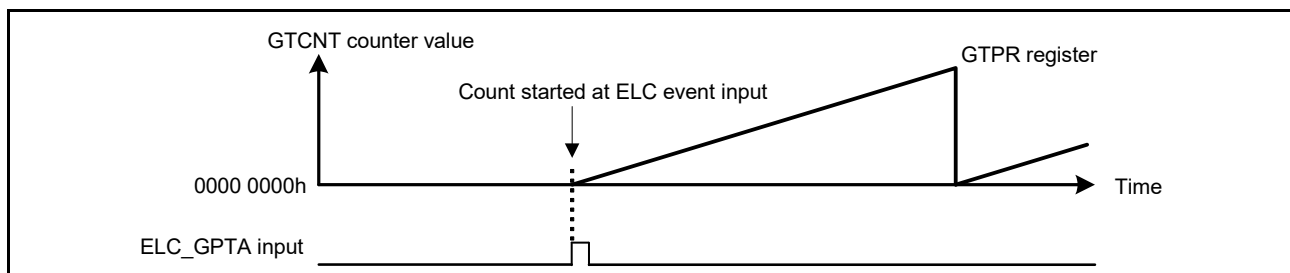 GTCNT counter value
GTPR register
Count started at ELC event input
0000 0000h
Time
ELC_GPTA input